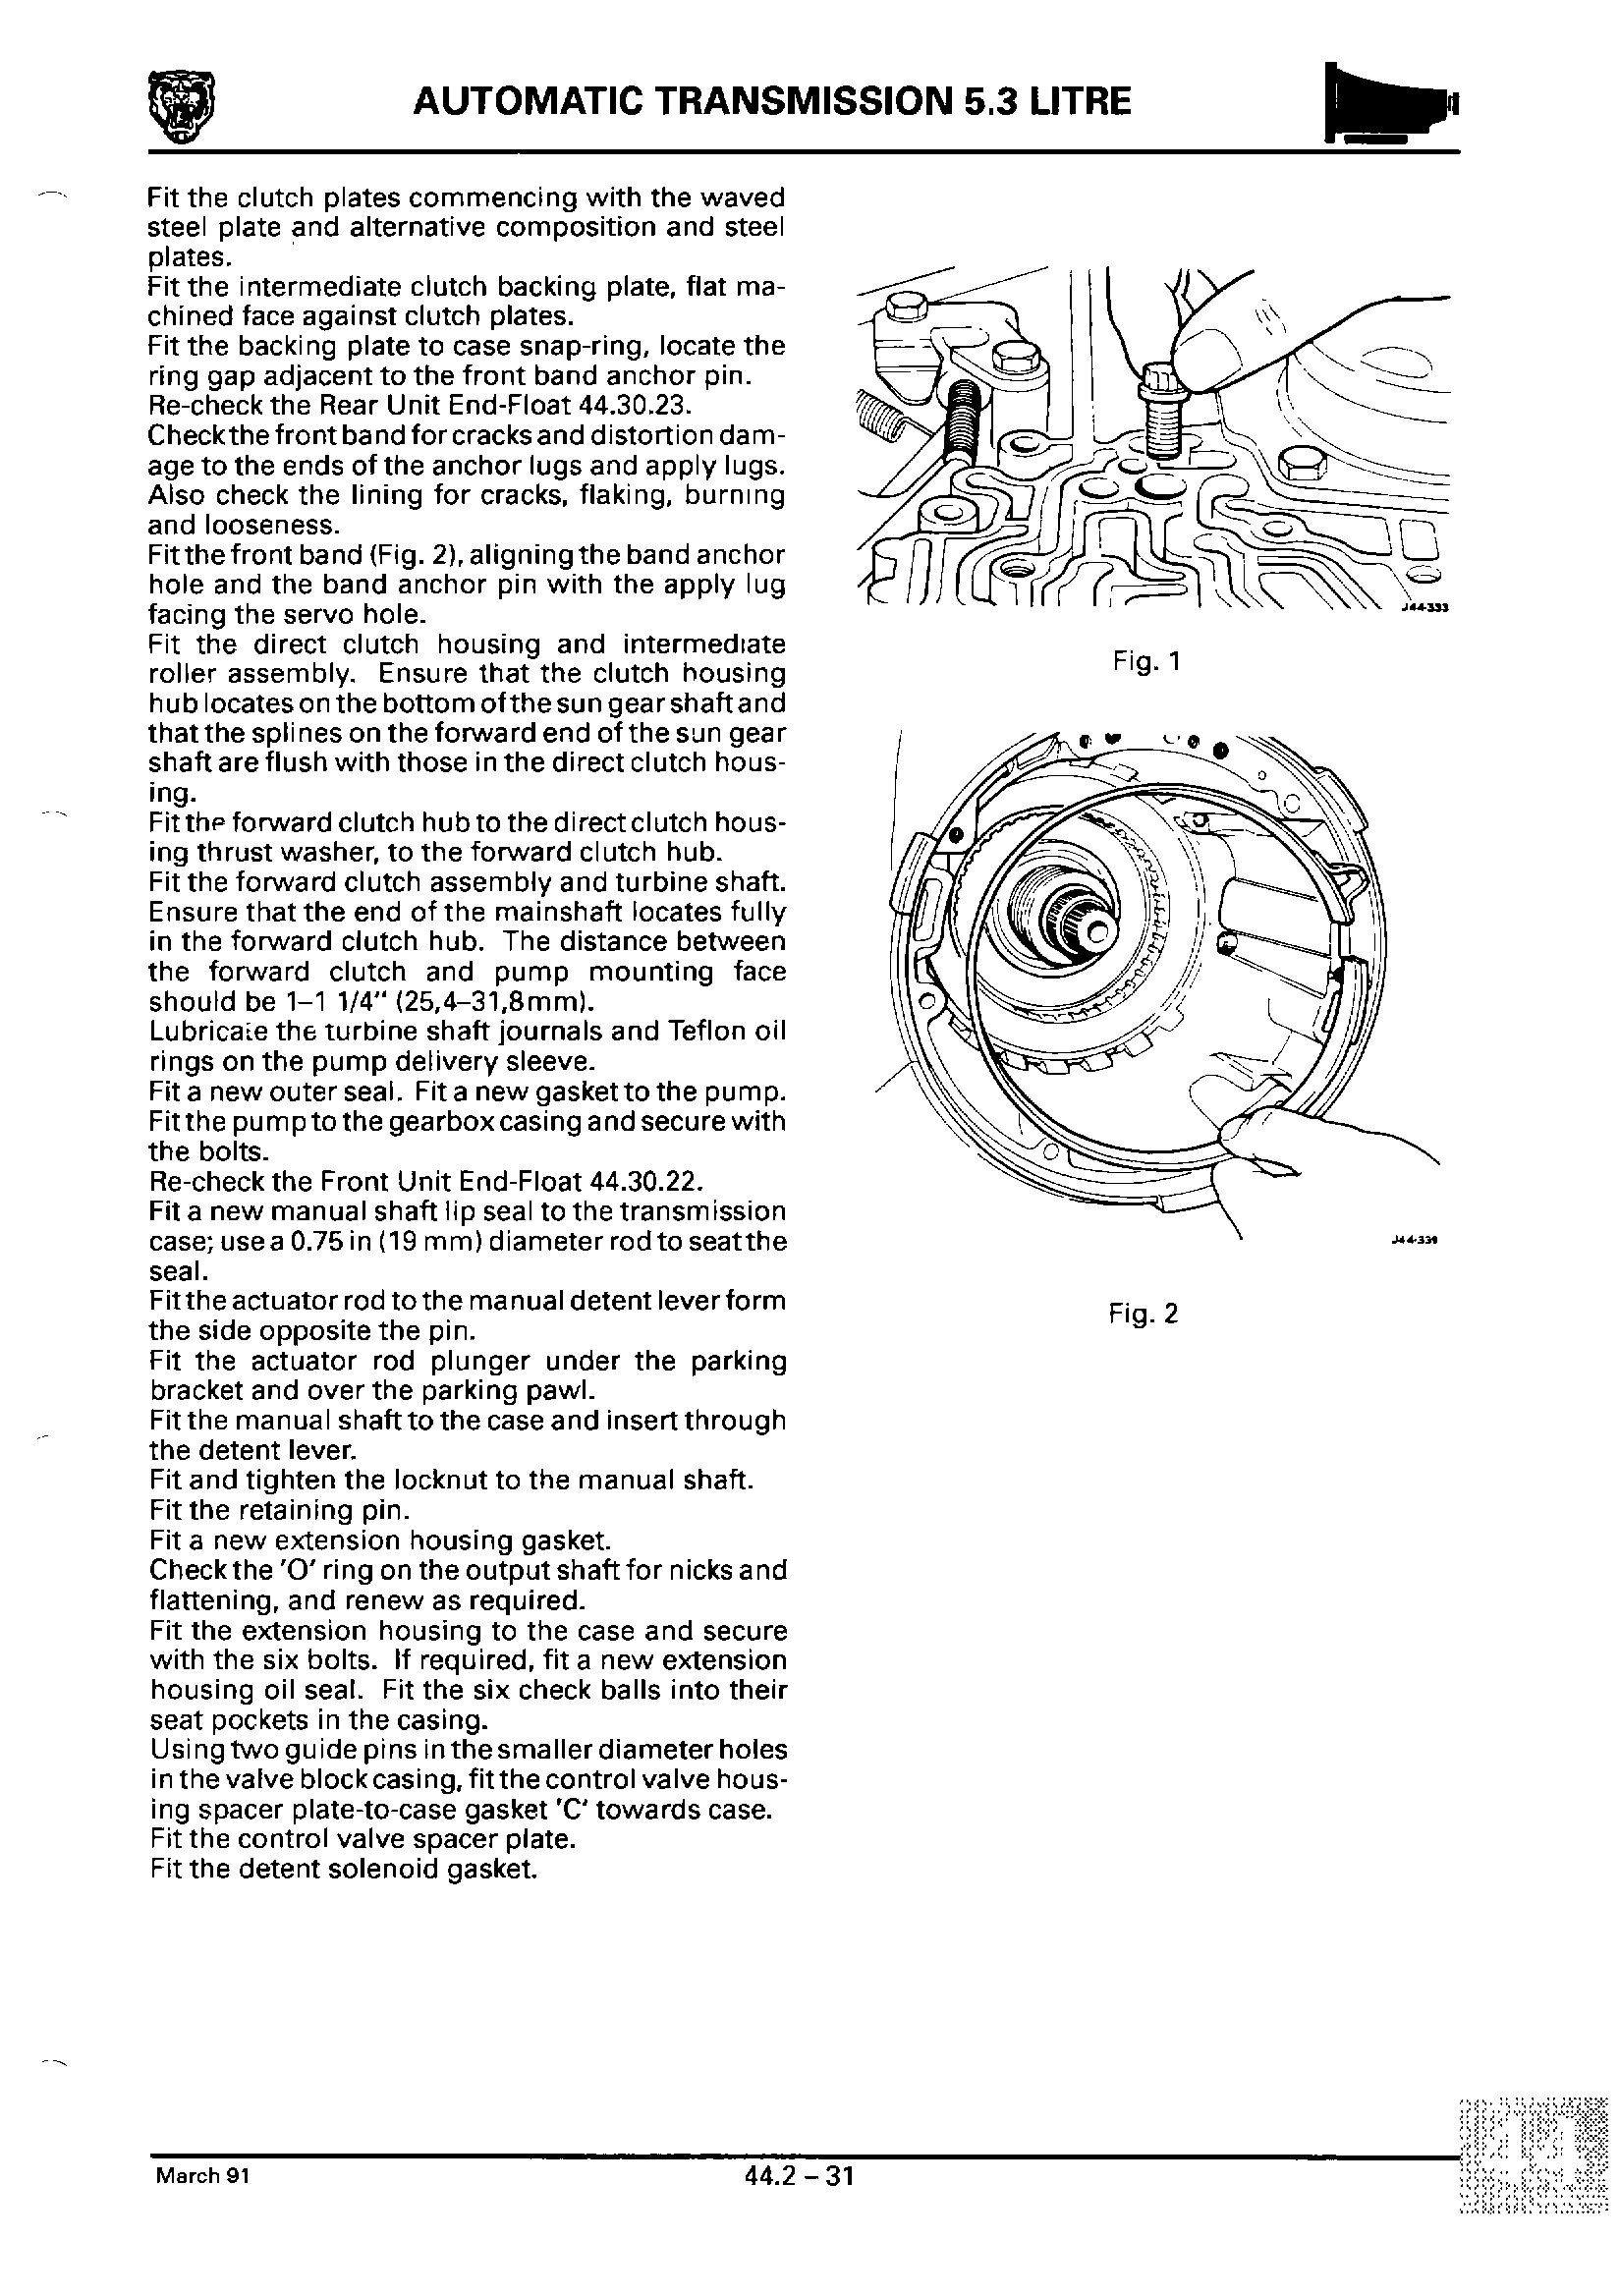 AUTOMATIC TRANSMISSION 5.3 LITRE
Fit the clutch plates commencing with the waved
steel plate and alternative composition and steel
plates.
Fit the intermediate clutch backing plate, flat ma-
chined face against clutch plates.
Fit the backing plate to case snap-ring, locate the
ring gap adjacent to the front band anchor pin.
Re-check the Rear Unit End-Float 44.30.23.
Check the front band for cracks and distortion dam-
age to the ends of the anchor lugs and apply lugs.
Also check the lining for cracks, flaking, burning
and looseness.
Fit the front band (Fig. 2), aligning the band anchor
hole and the band anchor pin with the apply lug
facing the servo hole.
Fit the direct clutch housing and intermediate
roller assembly. Ensure that the clutch housing
hub locates on the bottom of the sun gear shaft and
that the splines on the forward end of the sun gear
shaft are flush with those in the direct clutch hous-
ing.
Fit the forward clutch hub to the direct clutch hous-
ing thrust washer, to the forward clutch hub.
Fit the forward clutch assembly and turbine shaft.
Ensure that the end of the mainshaft locates fully
in the forward clutch hub. The distance between
the forward clutch and pump mounting face
should be 1–1 1/4" (25,4–31,8mm).
Lubricate the turbine shaft journals and Teflon oil
rings on the pump delivery sleeve.
Fit a new outer seal. Fit a new gasket to the pump.
Fit the pump to the gearbox casing and secure with
the bolts.
Re-check the Front Unit End-Float 44.30.22.
Fit a new manual shaft lip seal to the transmission
case; use a 0.75 in (19 mm) diameter rod to seat the
seal.
Fit the actuator rod to the manual detent lever form
the side opposite the pin.
Fit the actuator rod plunger under the parking
bracket and over the parking pawl.
Fit the manual shaft to the case and insert through
the detent lever.
Fit and tighten the locknut to the manual shaft.
Fit the retaining pin.
Fit a new extension housing gasket.
Check the 'O' ring on the output shaft for nicks and
flattening, and renew as required.
Fit the extension housing to the case and secure
with the six bolts. If required, fit a new extension
housing oil seal. Fit the six check balls into their
seat pockets in the casing.
Using two guide pins in the smaller diameter holes
in the valve block casing, fit the control valve hous-
ing spacer plate-to-case gasket 'C' towards case.
Fit the control valve spacer plate.
Fit the detent solenoid gasket.
J44-333
Fig. 1
J44-331
Fig. 2
44
March 91
44.2 – 31